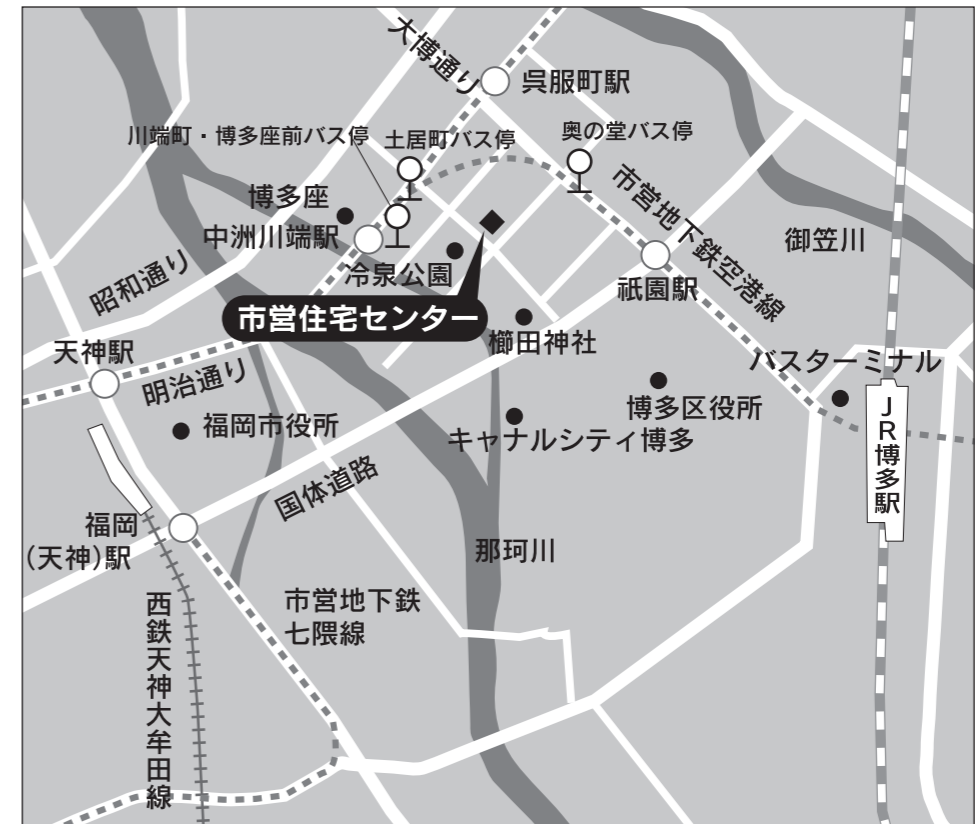 大博通り
呉服町駅
川端町・博多座前バス停
土居町バス停
奥の堂バス停
博多座
市営地下鉄空港線
中洲川端駅
御笠川
冷泉公園
昭和通り
祇園駅
市営住宅センター
櫛田神社
天神駅
バスターミナル
明治通り
博多区役所
福岡市役所
キャナルシティ博多
JR博多駅
国体道路
福岡
(天神)駅
那珂川
市営地下鉄
七隈線
西鉄天神大牟田線